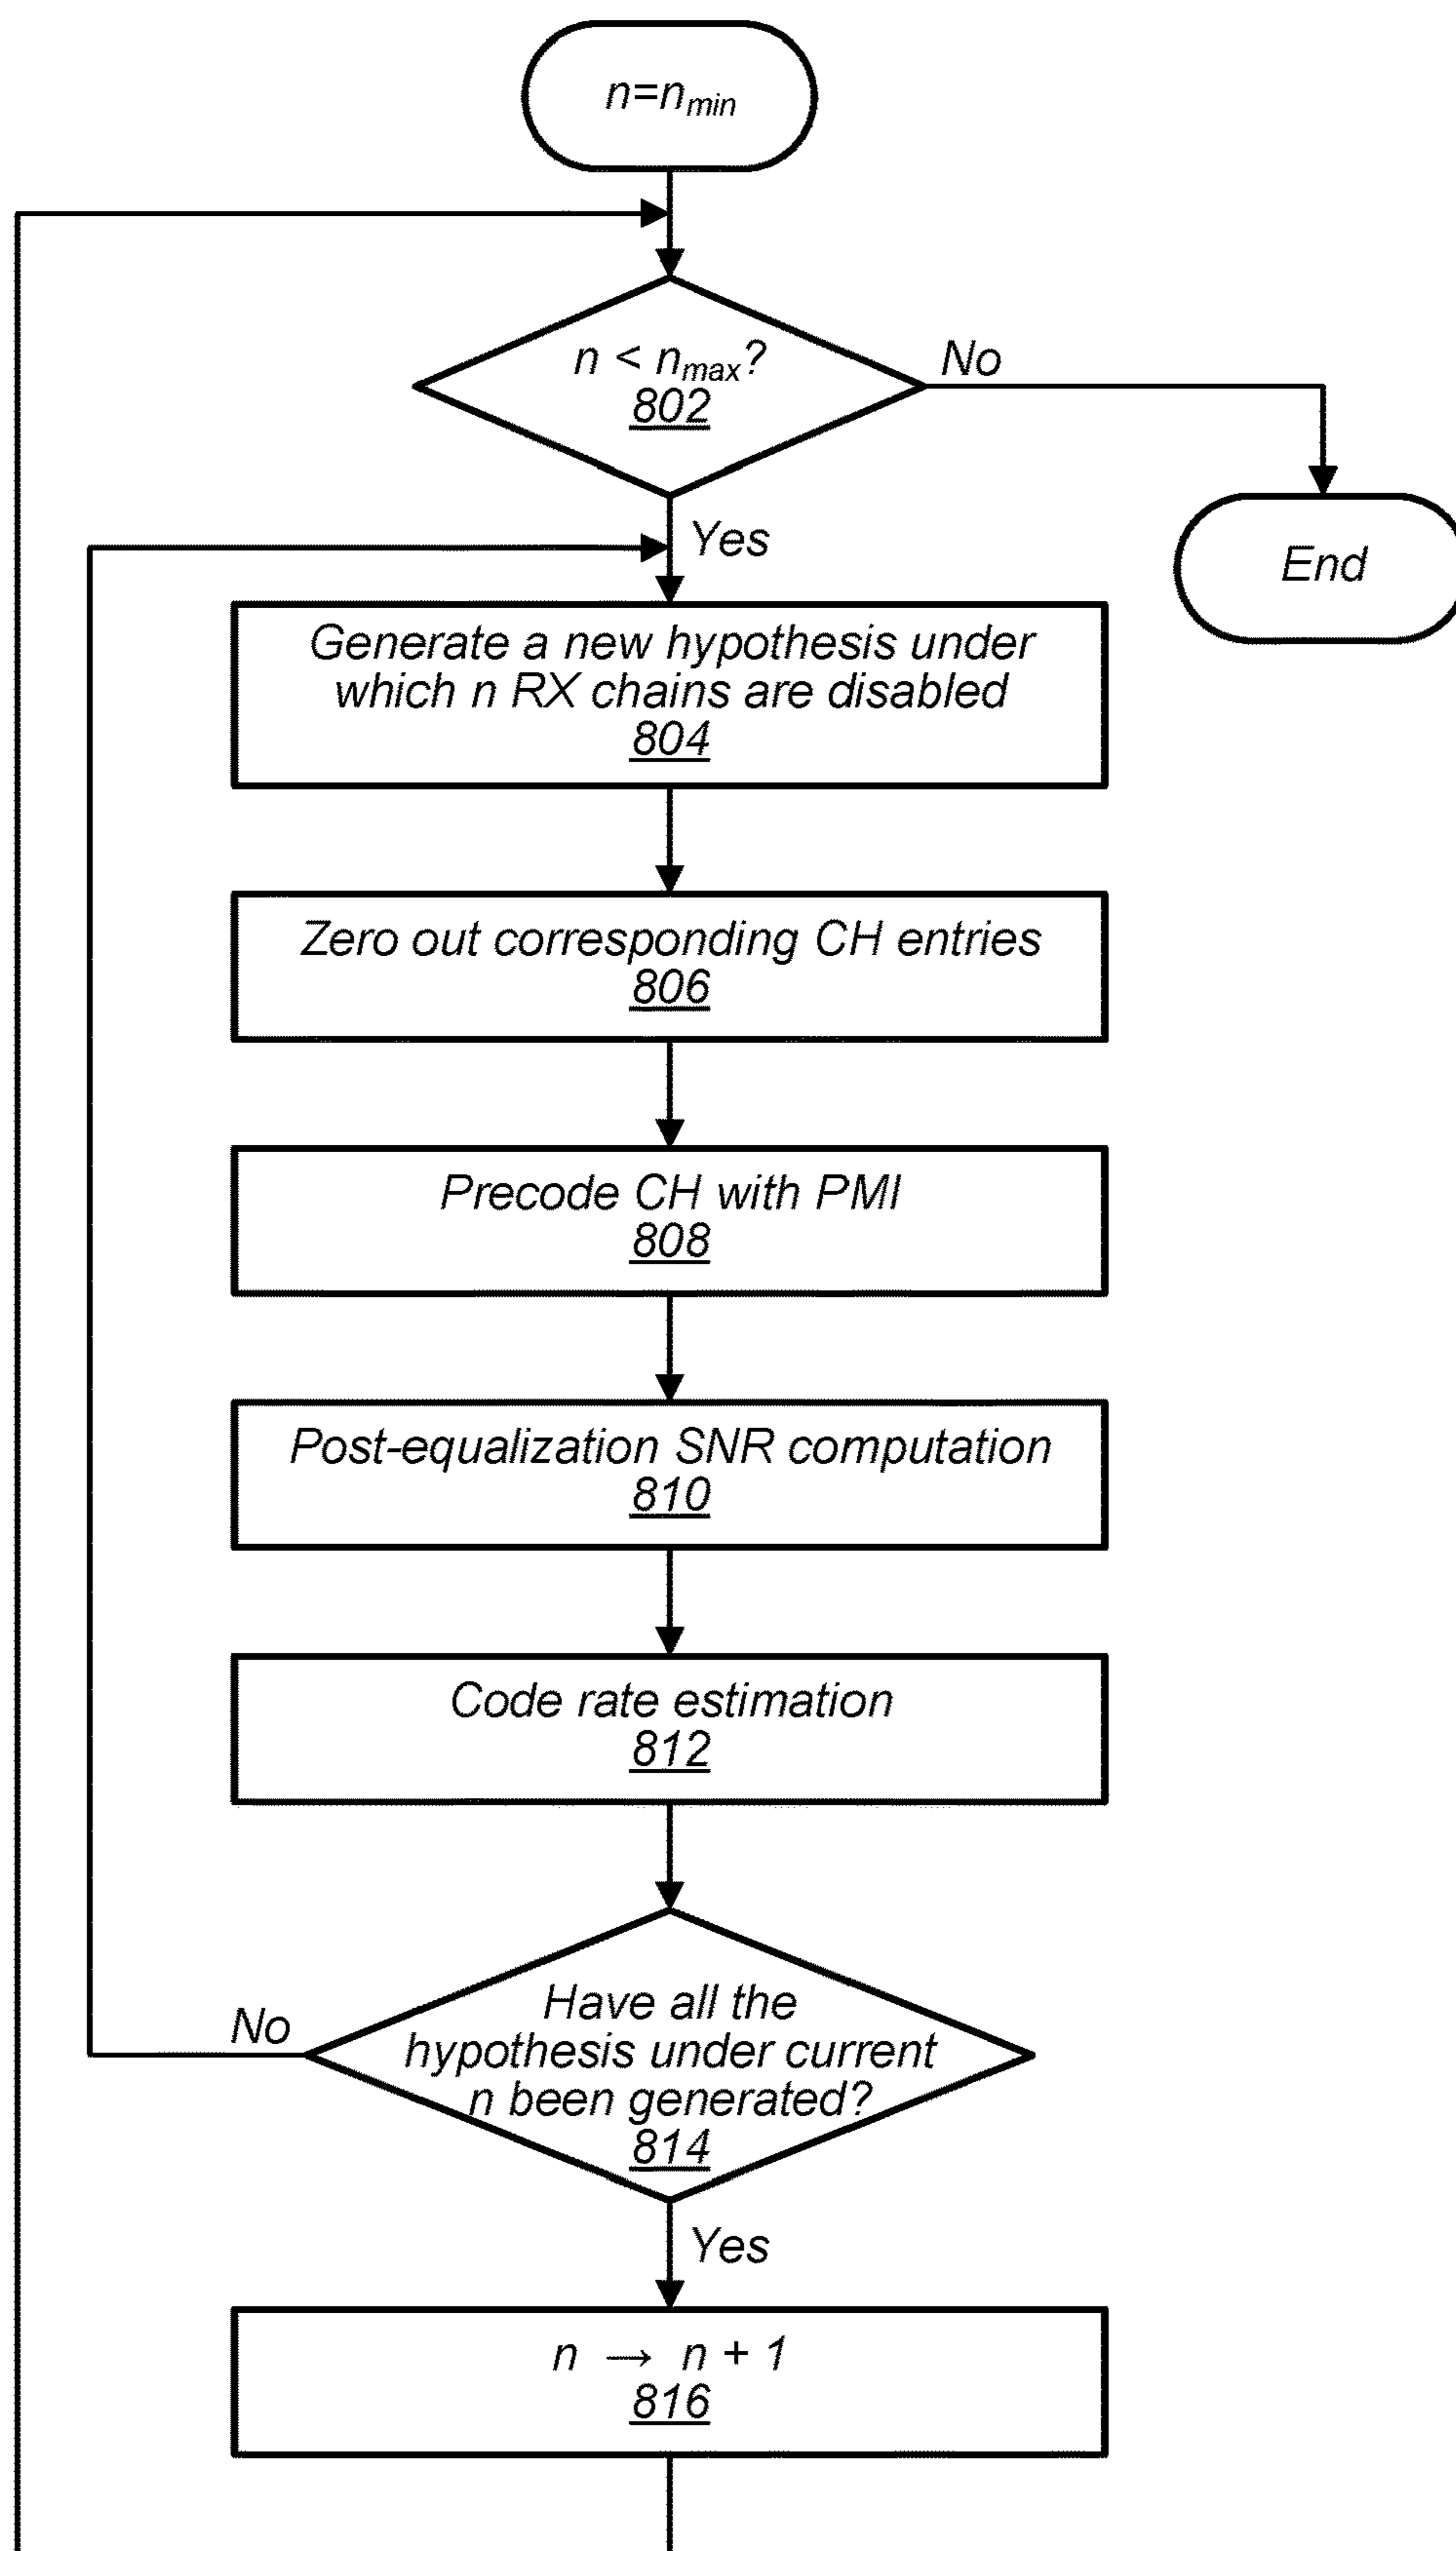 n=nmin
n < nmax?
802
No
Yes
End
Generate a new hypothesis under
which n RX chains are disabled
804
Zero out corresponding CH entries
806
Precode CH with PMI
808
Post-equalization SNR computation
810
Code rate estimation
812
Have all the
hypothesis under current
n been generated?
814
No
Yes
n → n + 1
816